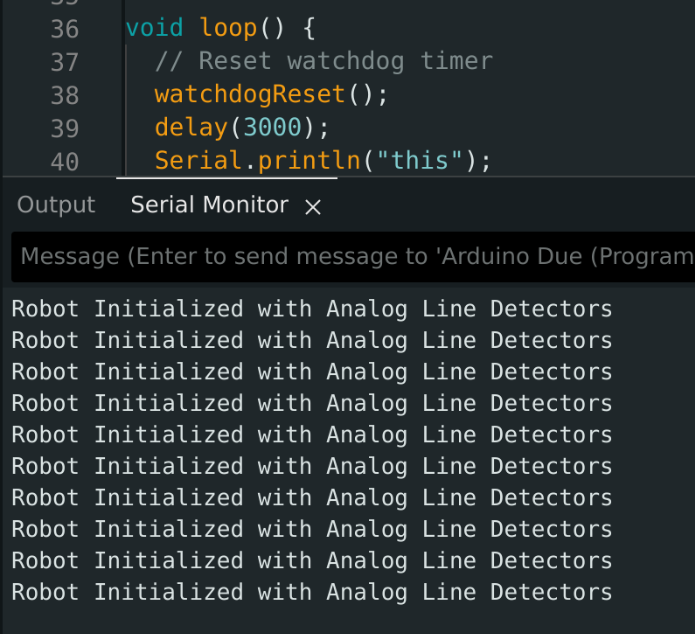 36 void loop() {
37 // Reset watchdog timer
38 watchdogReset();
39 delay(3000);
40 Serial.println("this");
Output Serial Monitor ×
Message (Enter to send message to 'Arduino Due (Program
Robot Initialized with Analog Line Detectors
Robot Initialized with Analog Line Detectors
Robot Initialized with Analog Line Detectors
Robot Initialized with Analog Line Detectors
Robot Initialized with Analog Line Detectors
Robot Initialized with Analog Line Detectors
Robot Initialized with Analog Line Detectors
Robot Initialized with Analog Line Detectors
Robot Initialized with Analog Line Detectors
Robot Initialized with Analog Line Detectors